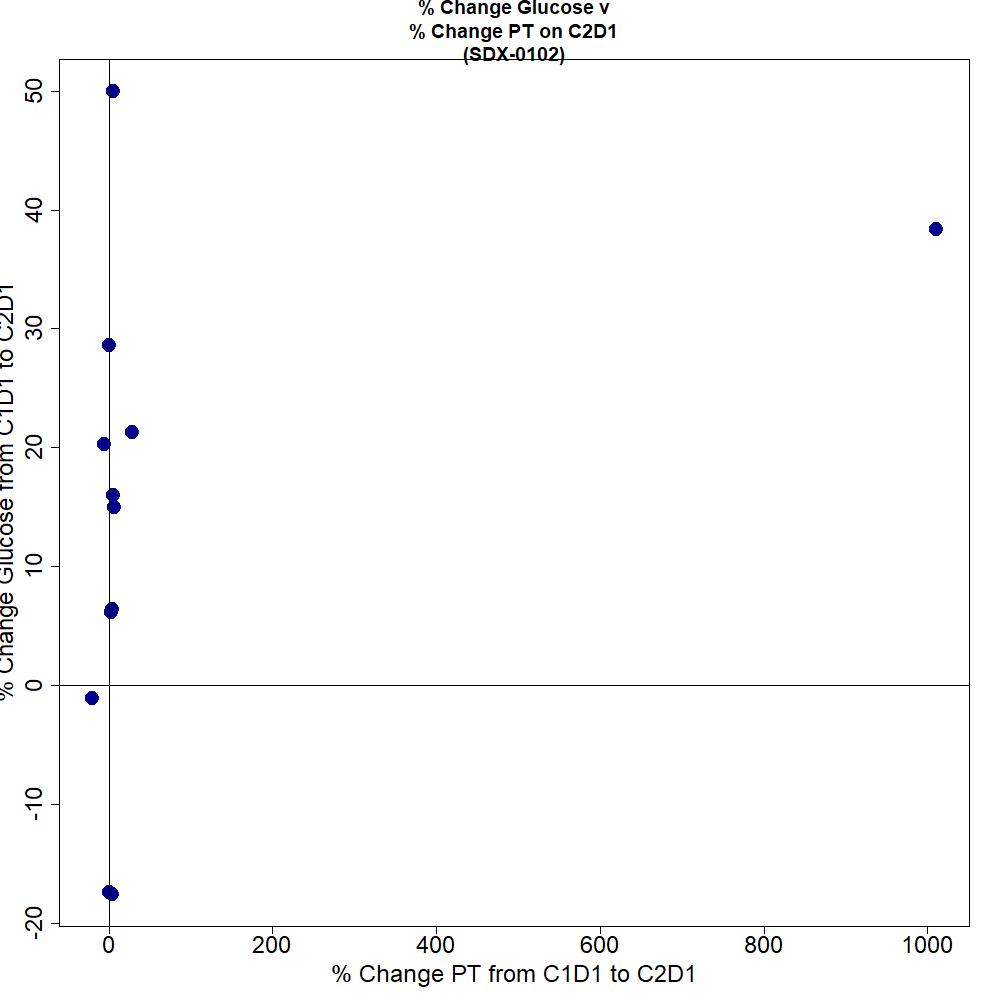 % Change Glucose v
% Change PT on C2D1
(SDX-0102)
% Change Glucose from C1D1 to C2D1
50
40
30
20
10
0
-10
-20
0 200 400 600 800 1000
% Change PT from C1D1 to C2D1